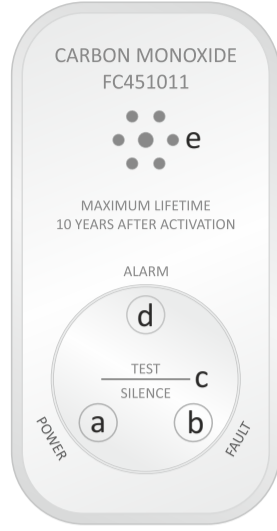 CARBON MONOXIDE
FC451011
e
MAXIMUM LIFETIME
10 YEARS AFTER ACTIVATION
ALARM
d
TEST
c
SILENCE
a
b
POWER
FAULT